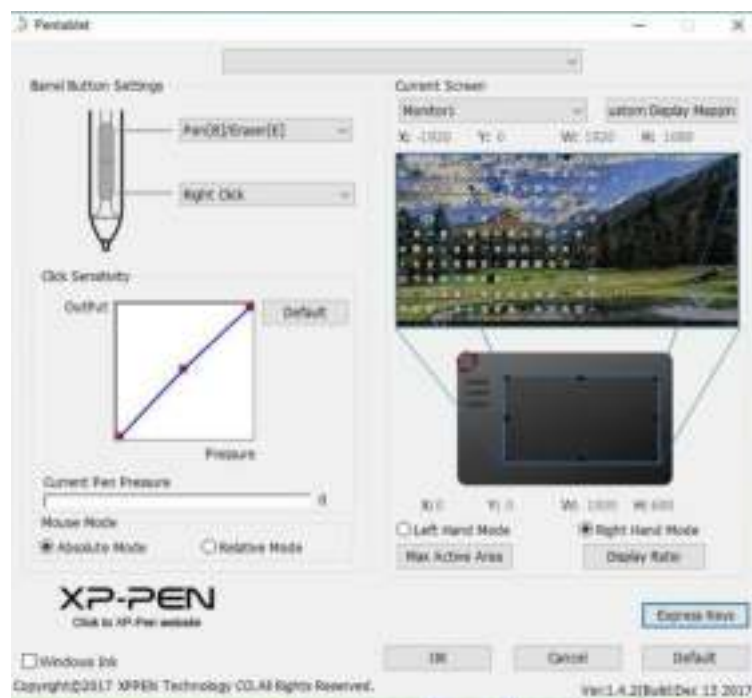 Pentablet
Barrel Button Settings
Pen[B]/Eraser[E]
Right Click
Click Sensitivity
Output
Default
Pressure
Current Pen Pressure
0
Mouse Mode
Absolute Mode
Relative Mode
Current Screen
Monitor1
ustom Display Mappin
X: -1920 Y: 0 W: 1920 H: 1080
X: 0 Y: 0 W: H: 600
Left Hand Mode
Right Hand Mode
Max Active Area
Display Ratio
XP-PEN
Click to XP-Pen website
Express Keys
Windows Ink
OK
Cancel
Default
Copyright©2017 XPPEN Technology CO.All Rights Reserved.
Ver:1.4.2(Build:Dec 13 201